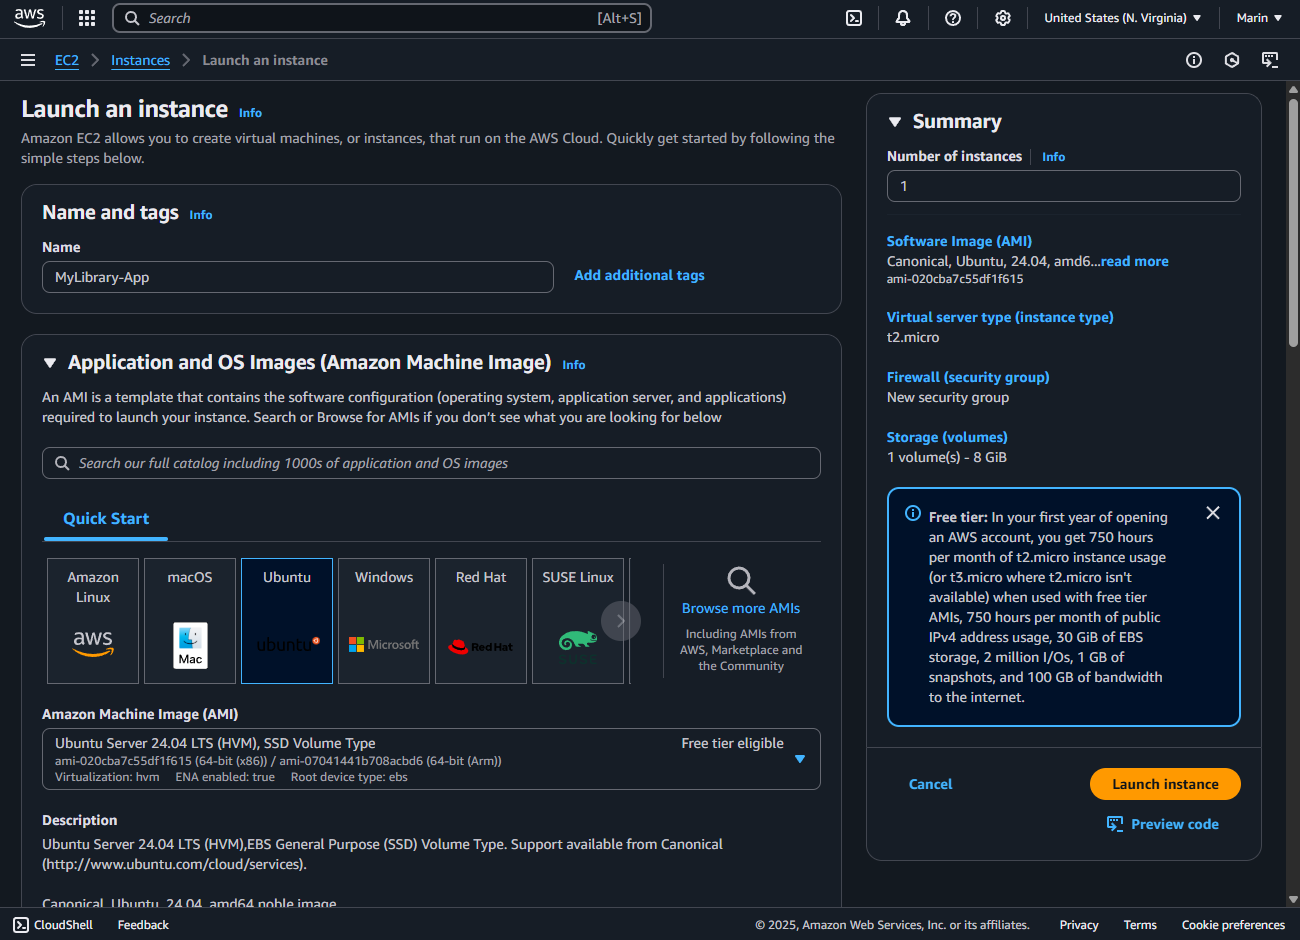 aws
Search
[Alt+S]
United States (N. Virginia)
Marin
EC2
Instances
Launch an instance
Launch an instance
Info
Amazon EC2 allows you to create virtual machines, or instances, that run on the AWS Cloud. Quickly get started by following the
simple steps below.
Name and tags
Info
Name
MyLibrary-App
Add additional tags
Application and OS Images (Amazon Machine Image)
Info
An AMI is a template that contains the software configuration (operating system, application server, and applications)
required to launch your instance. Search or Browse for AMIs if you don’t see what you are looking for below
Search our full catalog including 1000s of application and OS images
Quick Start
Amazon
Linux
aws
macOS
Mac
Ubuntu
ubuntu
Windows
Microsoft
Red Hat
Red Hat
SUSE Linux
Browse more AMIs
Including AMIs from
AWS, Marketplace and
the Community
Amazon Machine Image (AMI)
Ubuntu Server 24.04 LTS (HVM), SSD Volume Type
Free tier eligible
ami-020cba7c55df1f615 (64-bit (x86)) / ami-07041441b708acbd6 (64-bit (Arm))
Virtualization: hvm ENA enabled: true Root device type: ebs
Description
Ubuntu Server 24.04 LTS (HVM),EBS General Purpose (SSD) Volume Type. Support available from Canonical
(http://www.ubuntu.com/cloud/services).
Canonical, Ubuntu, 24.04, amd64 noble image
Summary
Number of instances
Info
1
Software Image (AMI)
Canonical, Ubuntu, 24.04, amd6...read more
ami-020cba7c55df1f615
Virtual server type (instance type)
t2.micro
Firewall (security group)
New security group
Storage (volumes)
1 volume(s) - 8 GiB
Free tier: In your first year of opening
an AWS account, you get 750 hours
per month of t2.micro instance usage
(or t3.micro where t2.micro isn't
available) when used with free tier
AMIs, 750 hours per month of public
IPv4 address usage, 30 GiB of EBS
storage, 2 million I/Os, 1 GB of
snapshots, and 100 GB of bandwidth
to the internet.
Cancel
Launch instance
Preview code
CloudShell
Feedback
© 2025, Amazon Web Services, Inc. or its affiliates.
Privacy
Terms
Cookie preferences